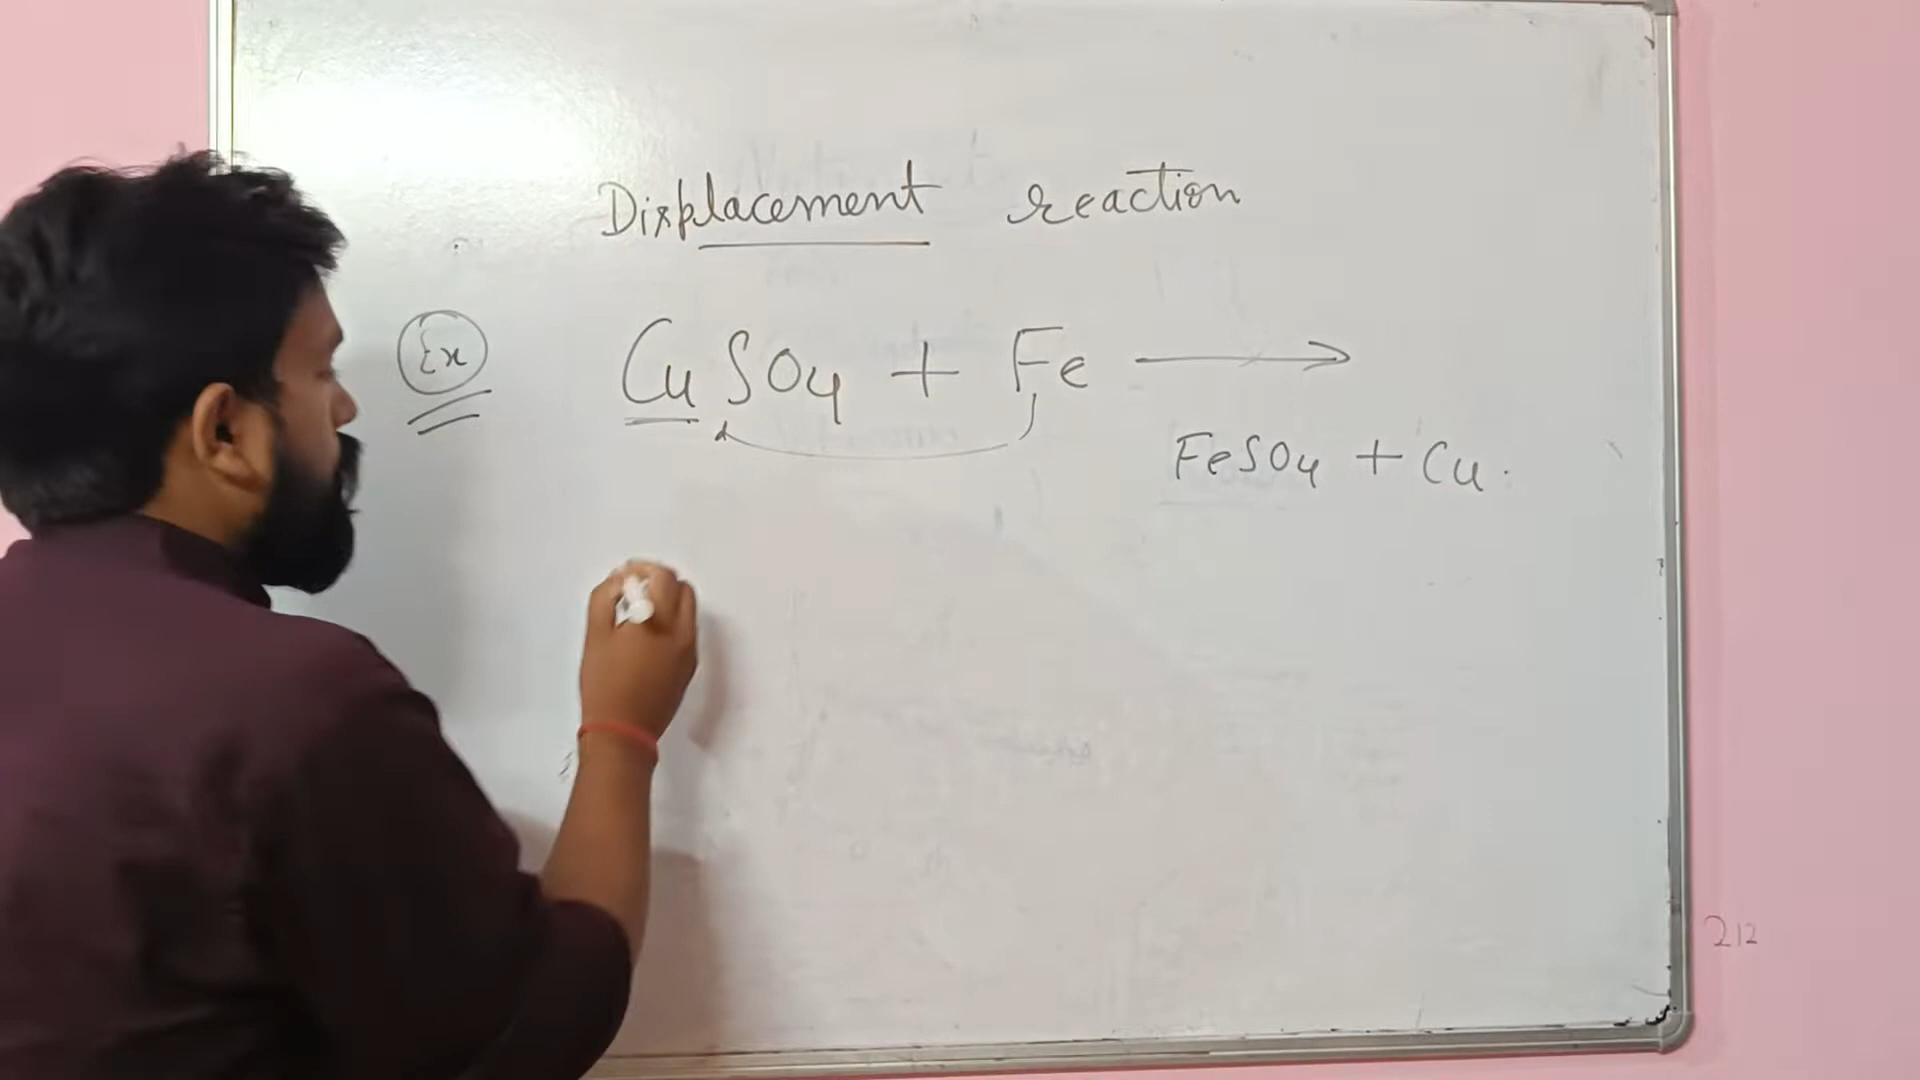 Displacement reaction
Ex CuSO4 + Fe ⟶
FeSO4 + Cu.
212